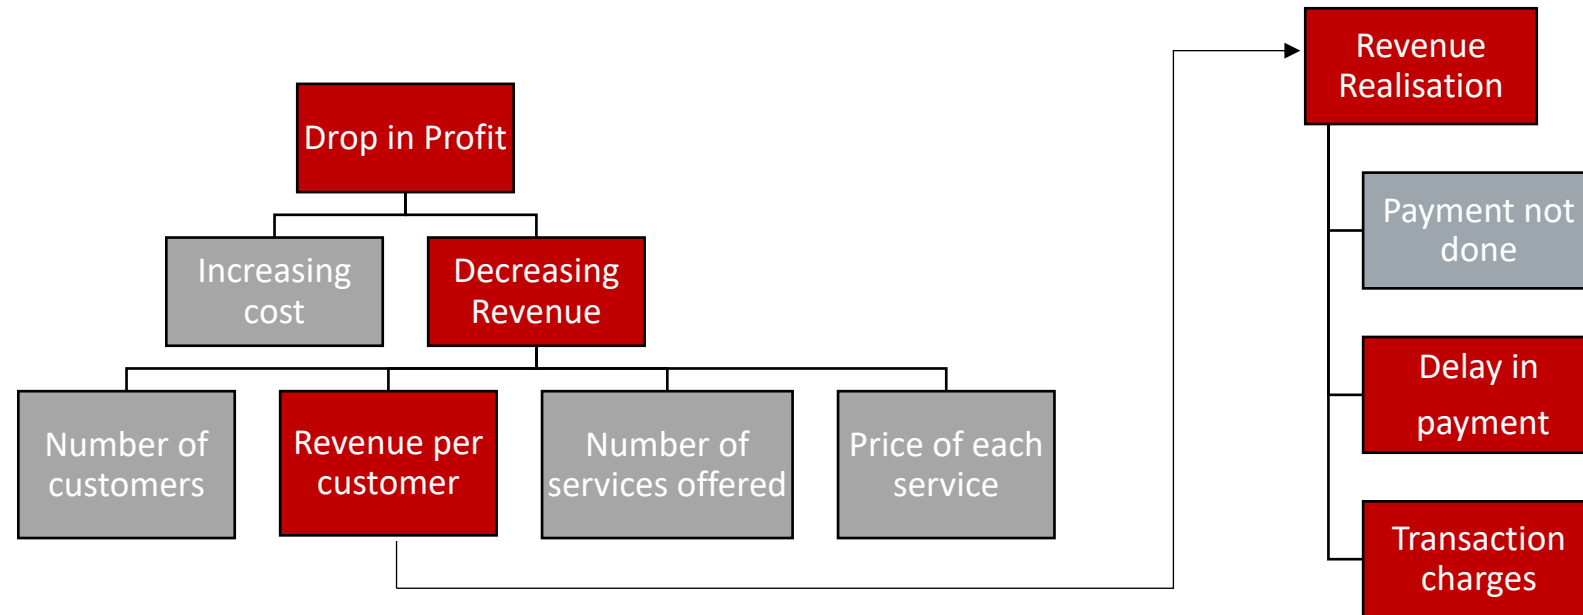 Drop in Profit
Increasing
cost
Decreasing
Revenue
Number of
customers
Revenue per
customer
Number of
services offered
Price of each
service
Revenue
Realisation
Payment not
done
Delay in
payment
Transaction
charges